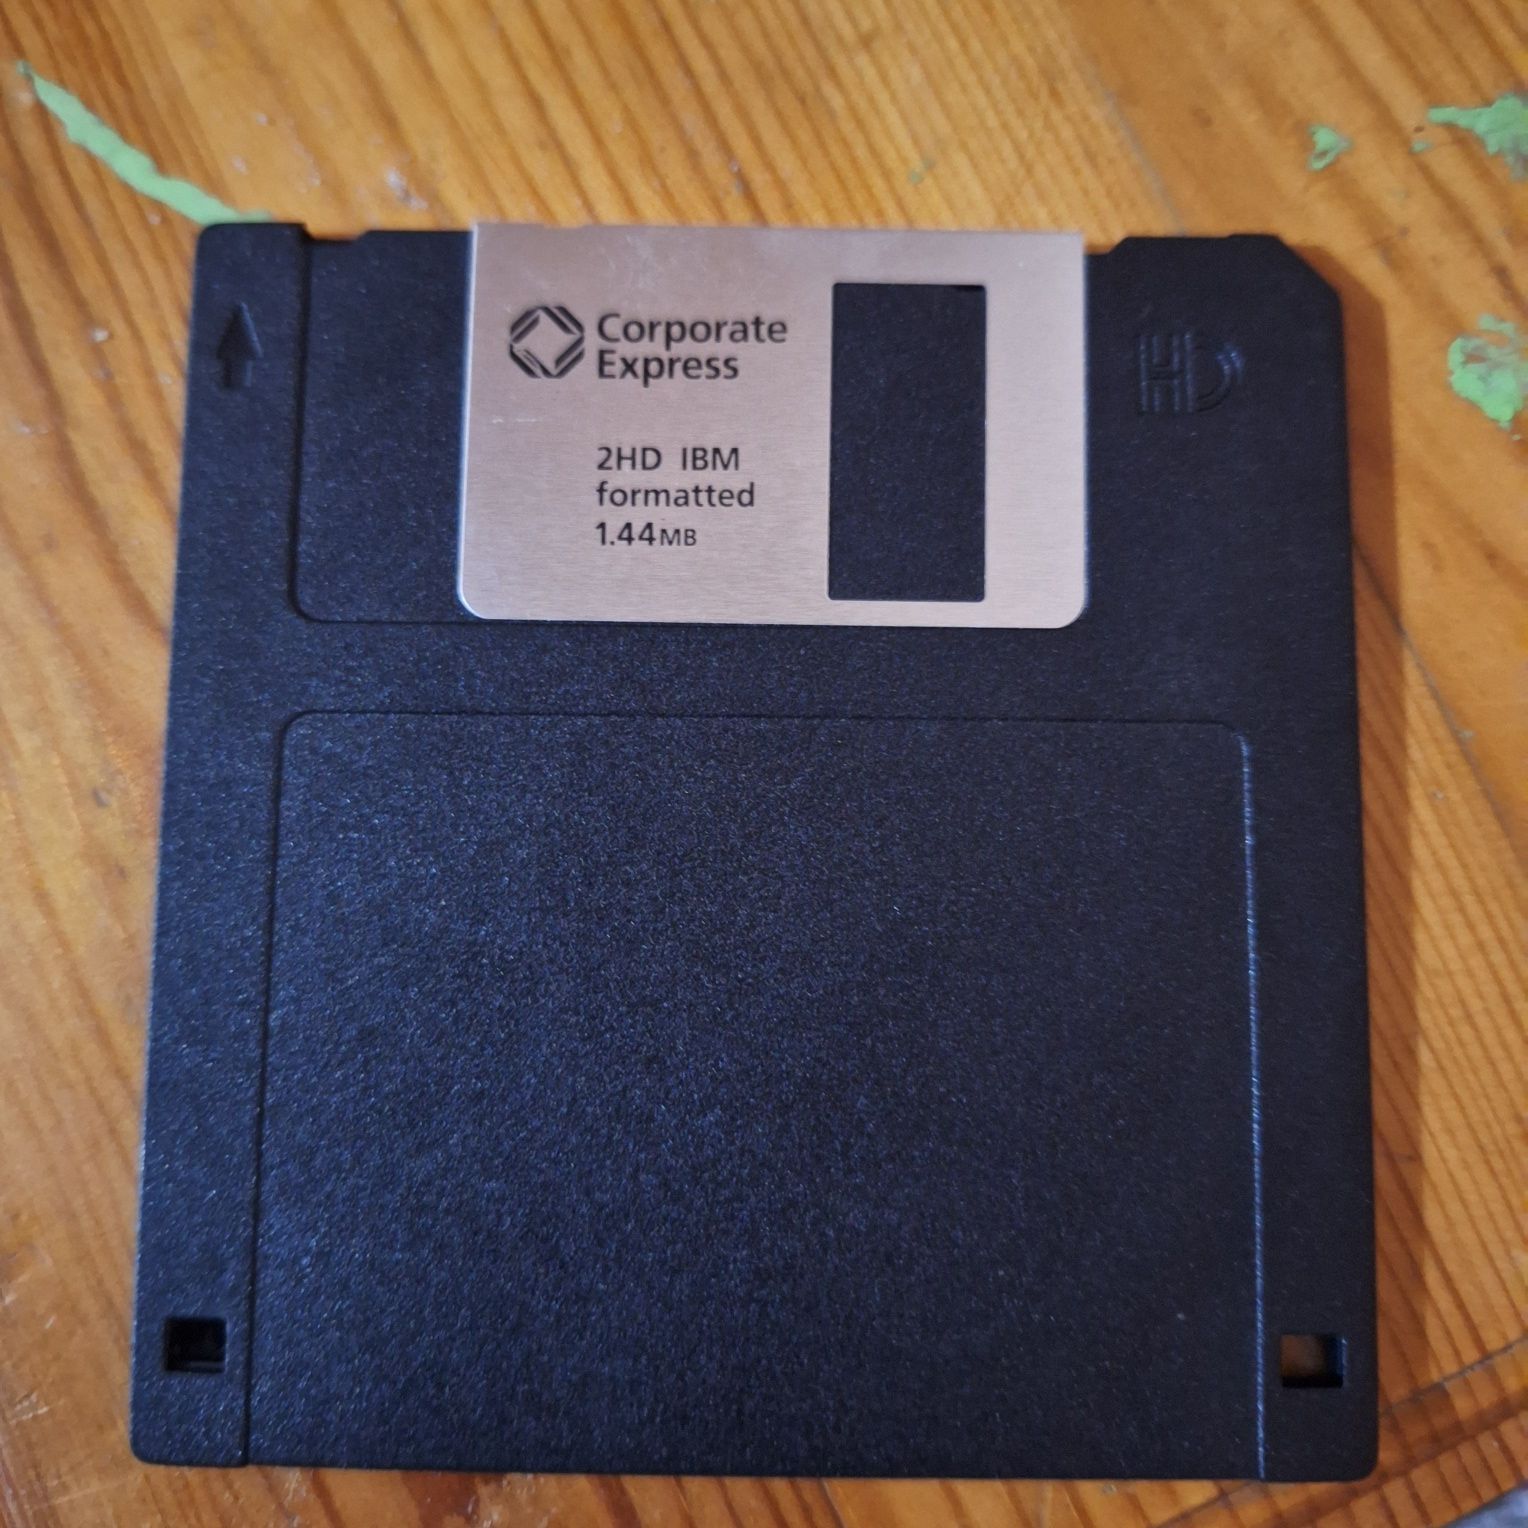 Corporate
Express
2HD IBM
formatted
1.44MB
HD